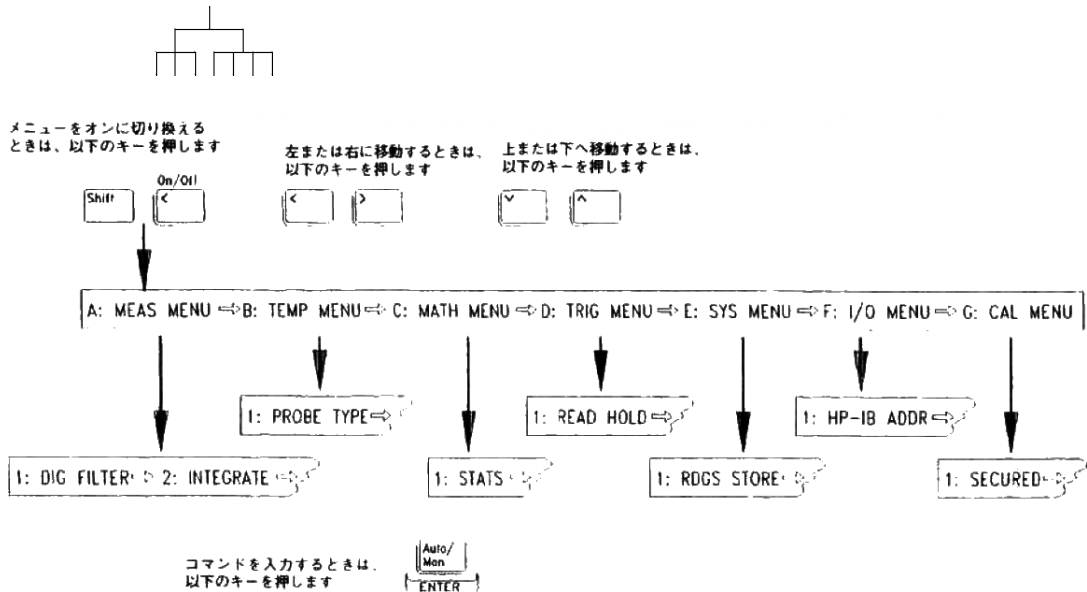 メニューをオンに切り換える
ときは、以下のキーを押します
On/Off
Shift
<
左または右に移動するときは、
以下のキーを押します
< >
上または下へ移動するときは、
以下のキーを押します
∨ ∧
A: MEAS MENU ⇨ B: TEMP MENU ⇨ C: MATH MENU ⇨ D: TRIG MENU ⇨ E: SYS MENU ⇨ F: I/O MENU ⇨ G: CAL MENU
1: PROBE TYPE ⇨
1: READ HOLD ⇨
1: HP-IB ADDR ⇨
1: DIG FILTER ⇨ 2: INTEGRATE ⇨
1: STATS ⇨
1: RDGS STORE ⇨
1: SECURED ⇨
コマンドを入力するときは、
以下のキーを押します
Auto/
Man
ENTER